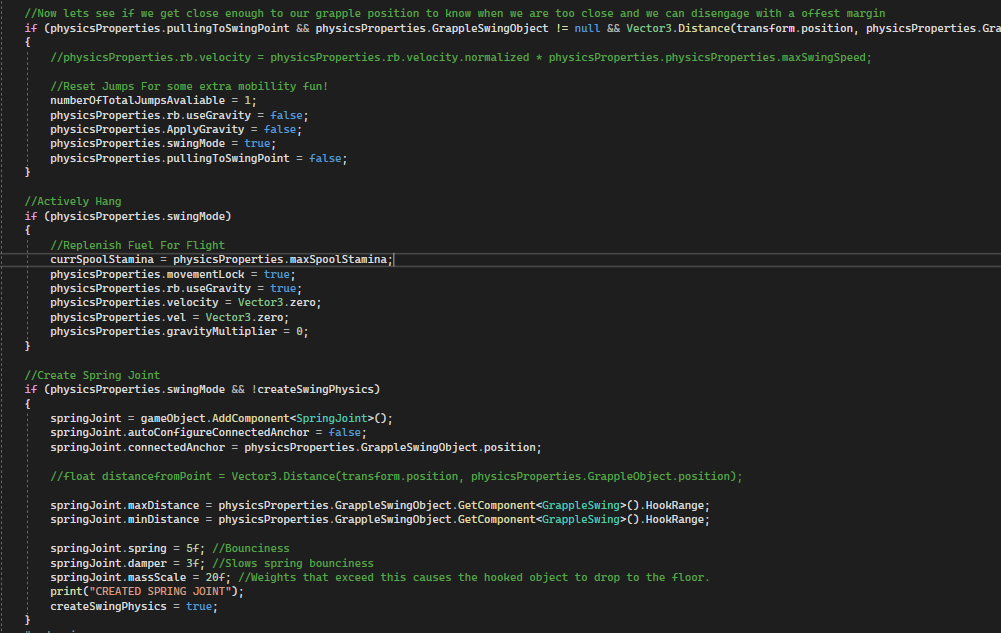 //Now lets see if we get close enough to our grapple position to know when we are too close and we can disengage with a offest margin
if (physicsProperties.pullingToSwingPoint && physicsProperties.GrappleSwingObject != null && Vector3.Distance(transform.position, physicsProperties.Gra
{
//physicsProperties.rb.velocity = physicsProperties.rb.velocity.normalized * physicsProperties.physicsProperties.maxSwingSpeed;
//Reset Jumps For some extra mobillity fun!
numberOfTotalJumpsAvaliable = 1;
physicsProperties.rb.useGravity = false;
physicsProperties.ApplyGravity = false;
physicsProperties.swingMode = true;
physicsProperties.pullingToSwingPoint = false;
}
//Actively Hang
if (physicsProperties.swingMode)
{
//Replenish Fuel For Flight
currSpoolStamina = physicsProperties.maxSpoolStamina;
physicsProperties.movementLock = true;
physicsProperties.rb.useGravity = true;
physicsProperties.velocity = Vector3.zero;
physicsProperties.vel = Vector3.zero;
physicsProperties.gravityMultiplier = 0;
}
//Create Spring Joint
if (physicsProperties.swingMode && !createSwingPhysics)
{
springJoint = gameObject.AddComponent<SpringJoint>();
springJoint.autoConfigureConnectedAnchor = false;
springJoint.connectedAnchor = physicsProperties.GrappleSwingObject.position;
//float distancefromPoint = Vector3.Distance(transform.position, physicsProperties.GrappleObject.position);
springJoint.maxDistance = physicsProperties.GrappleSwingObject.GetComponent<GrappleSwing>().HookRange;
springJoint.minDistance = physicsProperties.GrappleSwingObject.GetComponent<GrappleSwing>().HookRange;
springJoint.spring = 5f; //Bounciness
springJoint.damper = 3f; //Slows spring bounciness
springJoint.massScale = 20f; //Weights that exceed this causes the hooked object to drop to the floor.
print("CREATED SPRING JOINT");
createSwingPhysics = true;
}